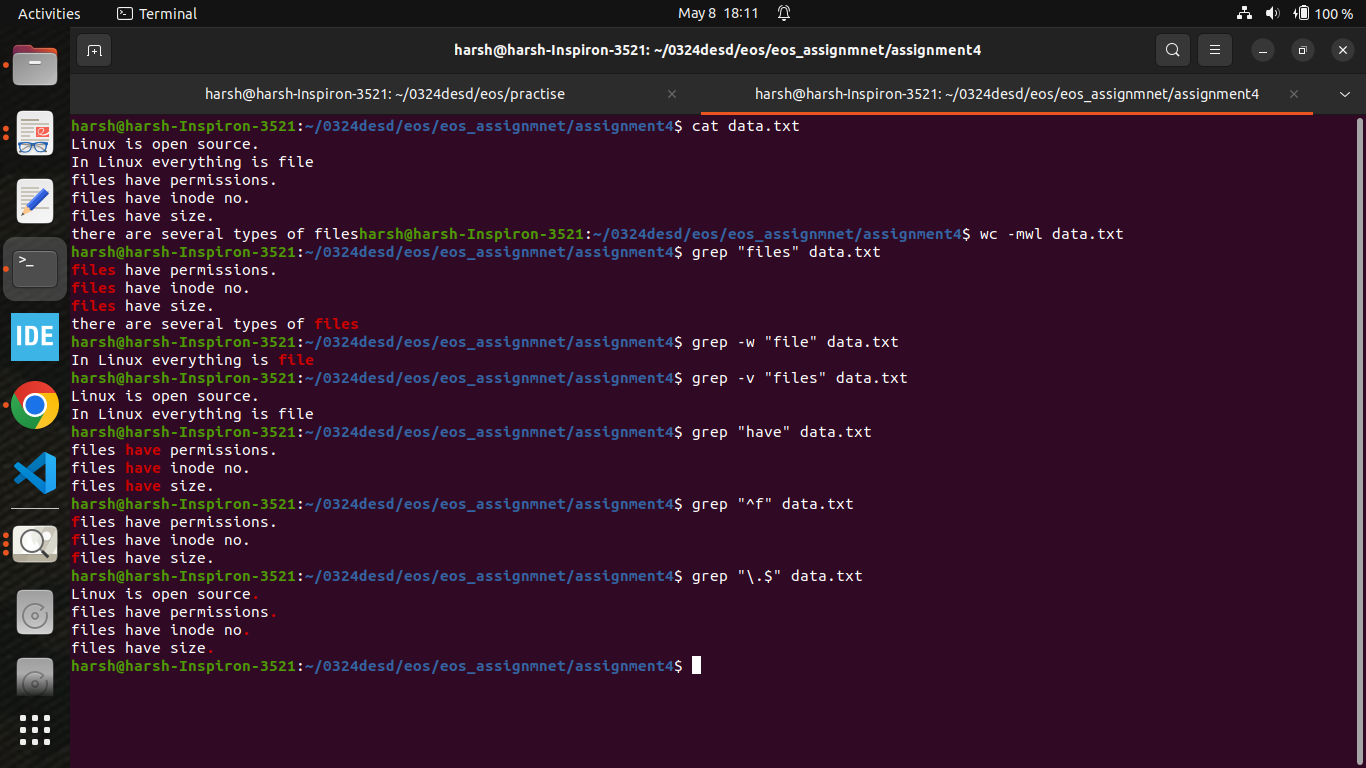 Activities
Terminal
May 8 18:11
100 %
harsh@harsh-Inspiron-3521: ~/0324desd/eos/eos_assignmnet/assignment4
harsh@harsh-Inspiron-3521: ~/0324desd/eos/practise
harsh@harsh-Inspiron-3521: ~/0324desd/eos/eos_assignmnet/assignment4
harsh@harsh-Inspiron-3521:~/0324desd/eos/eos_assignmnet/assignment4$ cat data.txt
Linux is open source.
In Linux everything is file
files have permissions.
files have inode no.
files have size.
there are several types of filesharsh@harsh-Inspiron-3521:~/0324desd/eos/eos_assignmnet/assignment4$ wc -mwl data.txt
harsh@harsh-Inspiron-3521:~/0324desd/eos/eos_assignmnet/assignment4$ grep "files" data.txt
files have permissions.
files have inode no.
files have size.
there are several types of files
harsh@harsh-Inspiron-3521:~/0324desd/eos/eos_assignmnet/assignment4$ grep -w "file" data.txt
In Linux everything is file
harsh@harsh-Inspiron-3521:~/0324desd/eos/eos_assignmnet/assignment4$ grep -v "files" data.txt
Linux is open source.
In Linux everything is file
harsh@harsh-Inspiron-3521:~/0324desd/eos/eos_assignmnet/assignment4$ grep "have" data.txt
files have permissions.
files have inode no.
files have size.
harsh@harsh-Inspiron-3521:~/0324desd/eos/eos_assignmnet/assignment4$ grep "^f" data.txt
files have permissions.
files have inode no.
files have size.
harsh@harsh-Inspiron-3521:~/0324desd/eos/eos_assignmnet/assignment4$ grep "\.$" data.txt
Linux is open source.
files have permissions.
files have inode no.
files have size.
harsh@harsh-Inspiron-3521:~/0324desd/eos/eos_assignmnet/assignment4$
IDE